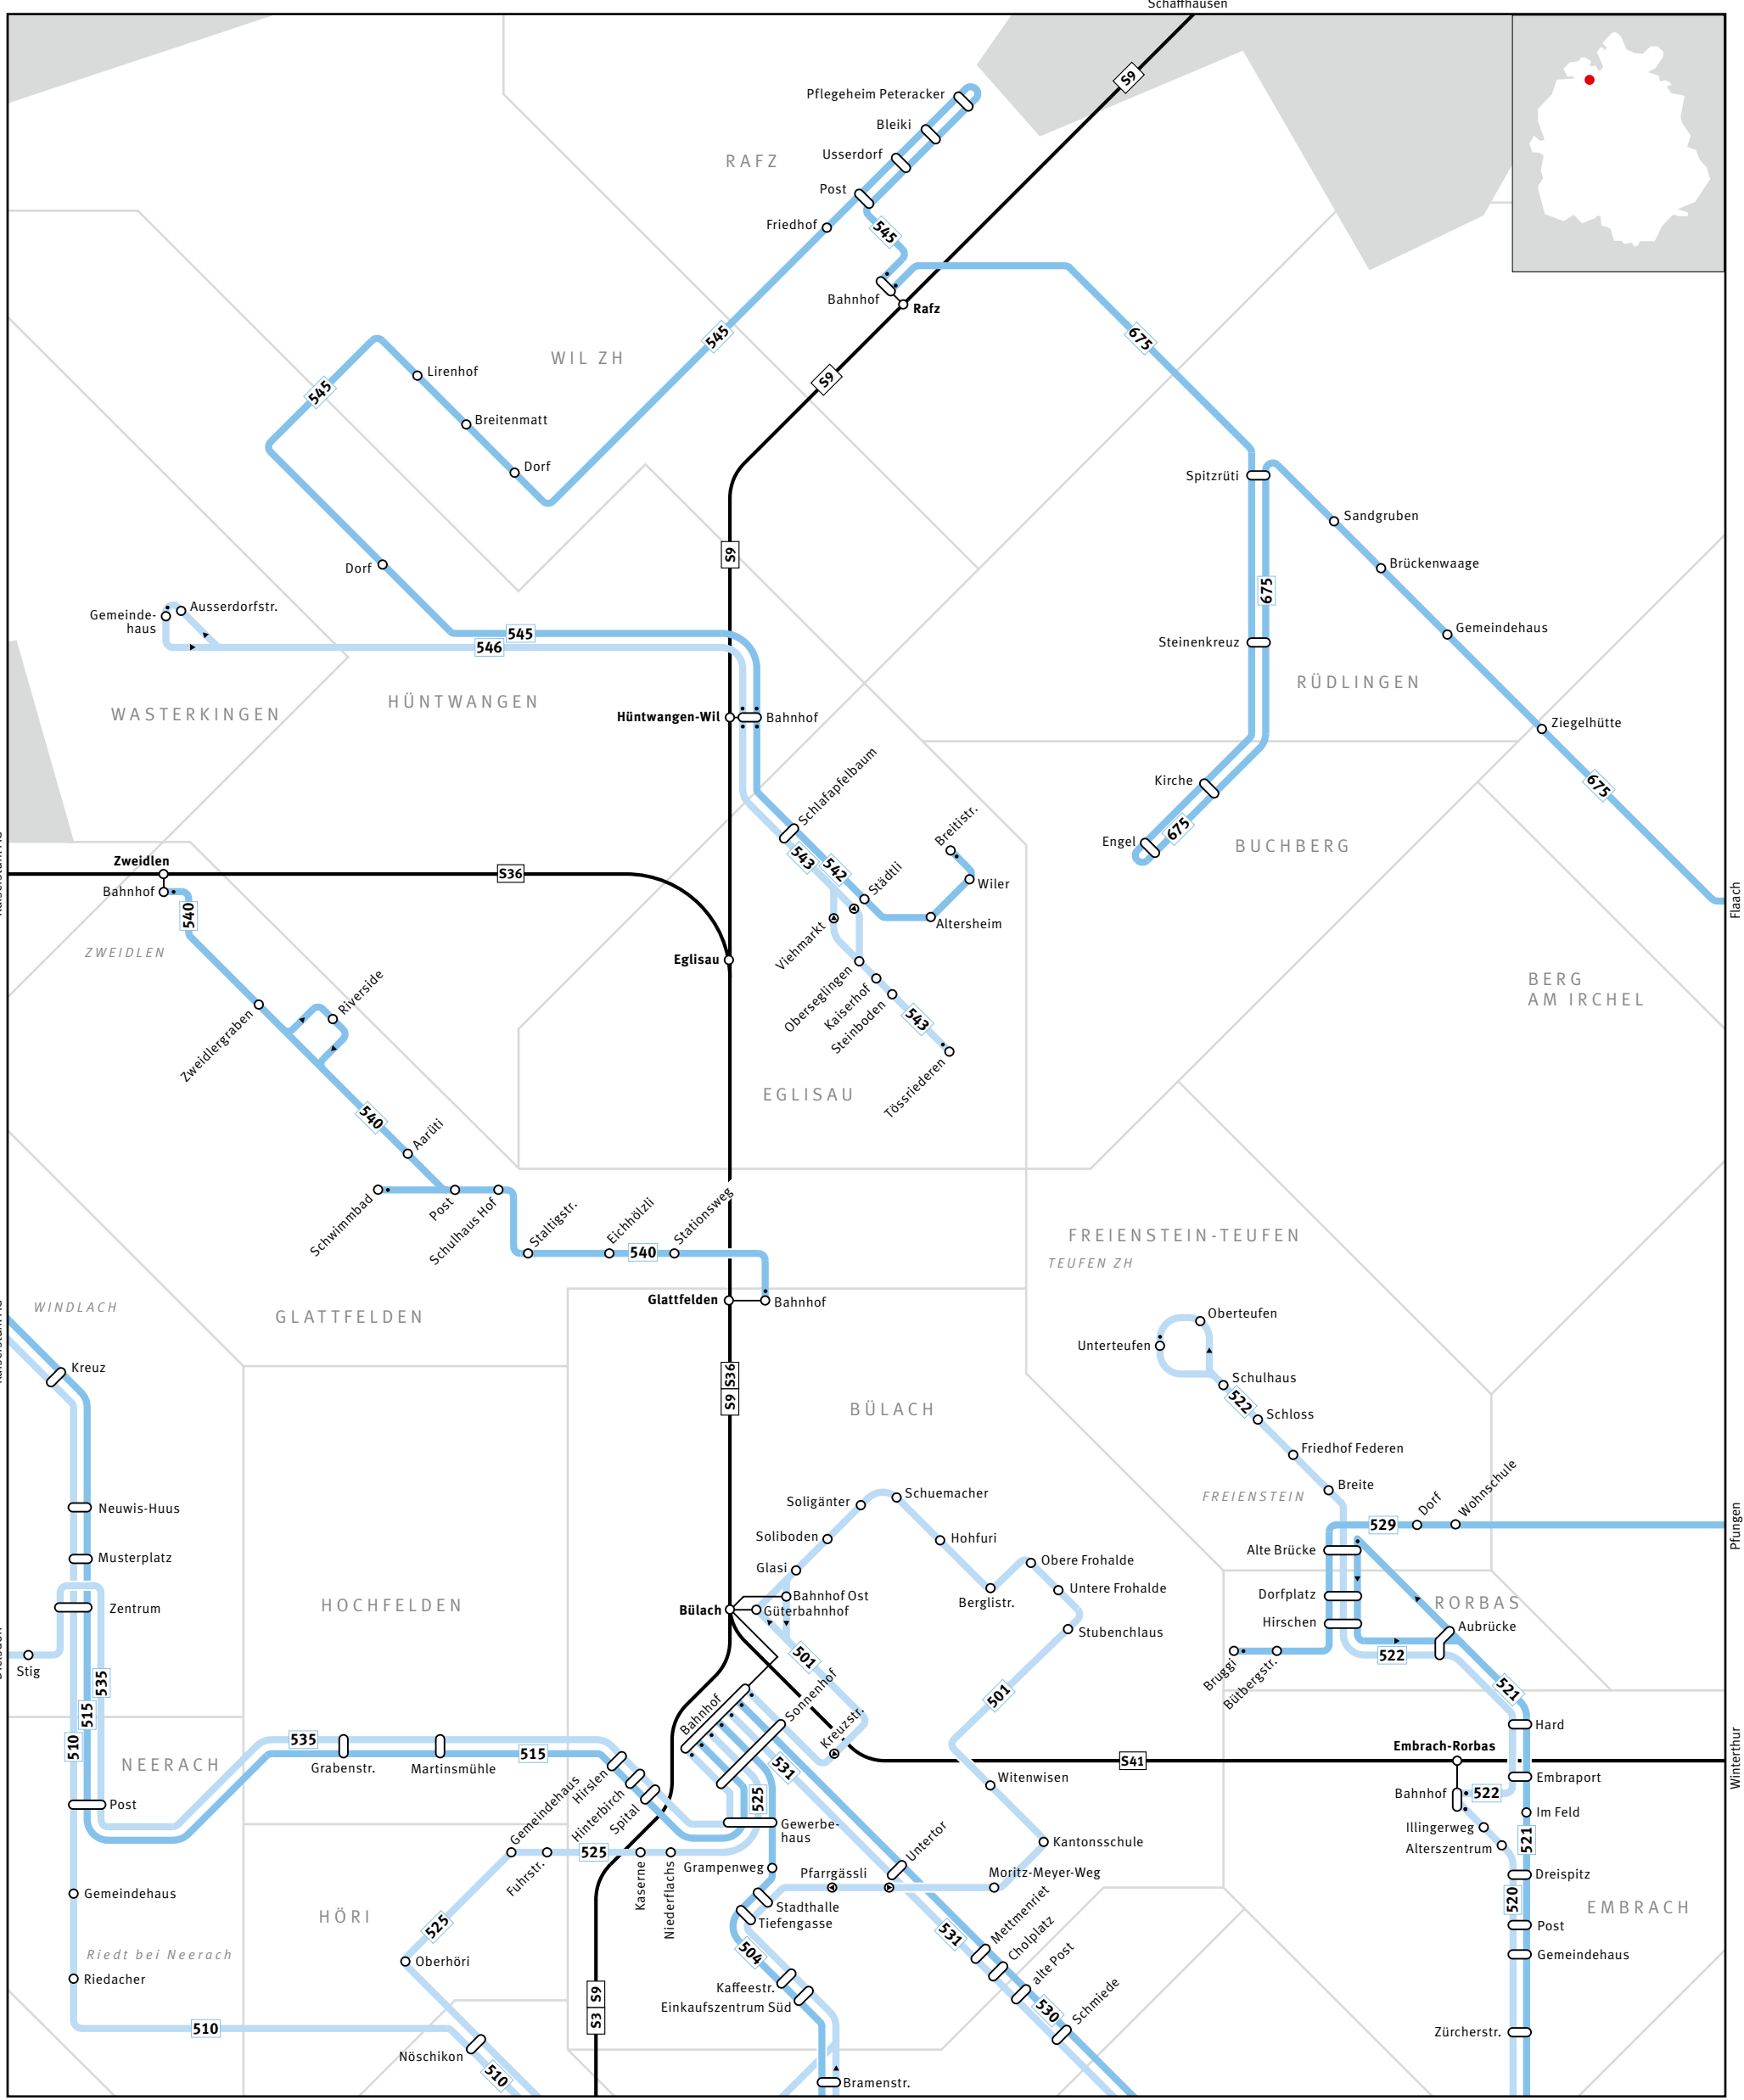 Schaffhausen
S9
Pflegeheim Peteracker
Bleiki
RAFZ
Usserdorf
Post
Friedhof
545
Bahnhof
Rafz
675
545
WIL ZH
S9
Lirenhof
545
Breitenmatt
Dorf
Spitzrüti
Sandgruben
S9
Brückenwaage
Dorf
675
Gemeinde-
haus
Ausserdorfstr.
545
546
Gemeindehaus
Steinenkreuz
RÜDLINGEN
HÜNTWANGEN
WASTERKINGEN
Hüntwangen-Wil
Bahnhof
Ziegelhütte
Schlafapfelbaum
Kirche
675
675
Engel
BUCHBERG
Breitistr.
543
542
Städtli
Wiler
Altersheim
Flaach
Zweidlen
S36
Bahnhof
540
ZWEIDLEN
Viehmarkt
Eglisau
Oberseglingen
Kaiserhof
Steinboden
543
Tössriederen
BERG
AM IRCHEL
Riverside
Zweidlergraben
EGLISAU
540
Aarüti
Schwimmbad
Post
Schulhaus Hof
Staltigstr.
Eichhölzli
Stationsweg
540
FREIENSTEIN-TEUFEN
TEUFEN ZH
WINDLACH
GLATTFELDEN
Glattfelden
Bahnhof
Oberteufen
Unterteufen
Kreuz
S9 S36
Schulhaus
522
BÜLACH
Schloss
Friedhof Federen
Breite
FREIENSTEIN
Dorf
Wohnschule
529
Pfungen
Neuwis-Huus
Soligänter
Schuemacher
Soliboden
Hohfuri
Musterplatz
Glasi
Obere Frohalde
Alte Brücke
Untere Frohalde
Bahnhof Ost
Güterbahnhof
Berglistr.
Dorfplatz
RORBAS
Zentrum
HOCHFELDEN
Bülach
Hirschen
Aubrücke
Stubenchlaus
Stig
501
522
Bruggi
Bütbergstr.
535
515
510
501
521
Bahnhof
Sonnenhof
Kreuzstr.
Hard
535
515
Grabenstr.
Martinsmühle
NEERACH
531
S41
Embrach-Rorbas
Winterthur
Witenwisen
Embraport
Bahnhof
522
Gemeindehaus
Hirslen
Hinterbirch
Spital
525
Post
Gewerbe-
haus
Im Feld
Illingerweg
521
Alterszentrum
Untertor
Kantonsschule
525
Fuhrstr.
Kaserne
Niederflachs
Grampenweg
Pfarrgässli
Moritz-Meyer-Weg
Dreispitz
Gemeindehaus
Stadthalle
Tiefengasse
520
EMBRACH
HÖRI
525
Post
531
Mettmenriet
Cholplatz
alte Post
Riedt bei Neerach
504
Gemeindehaus
Oberhöri
Riedacher
Kaffeestr.
Einkaufszentrum Süd
S3 S9
530
Schmiede
510
Zürcherstr.
Nöschikon
510
Bramenstr.